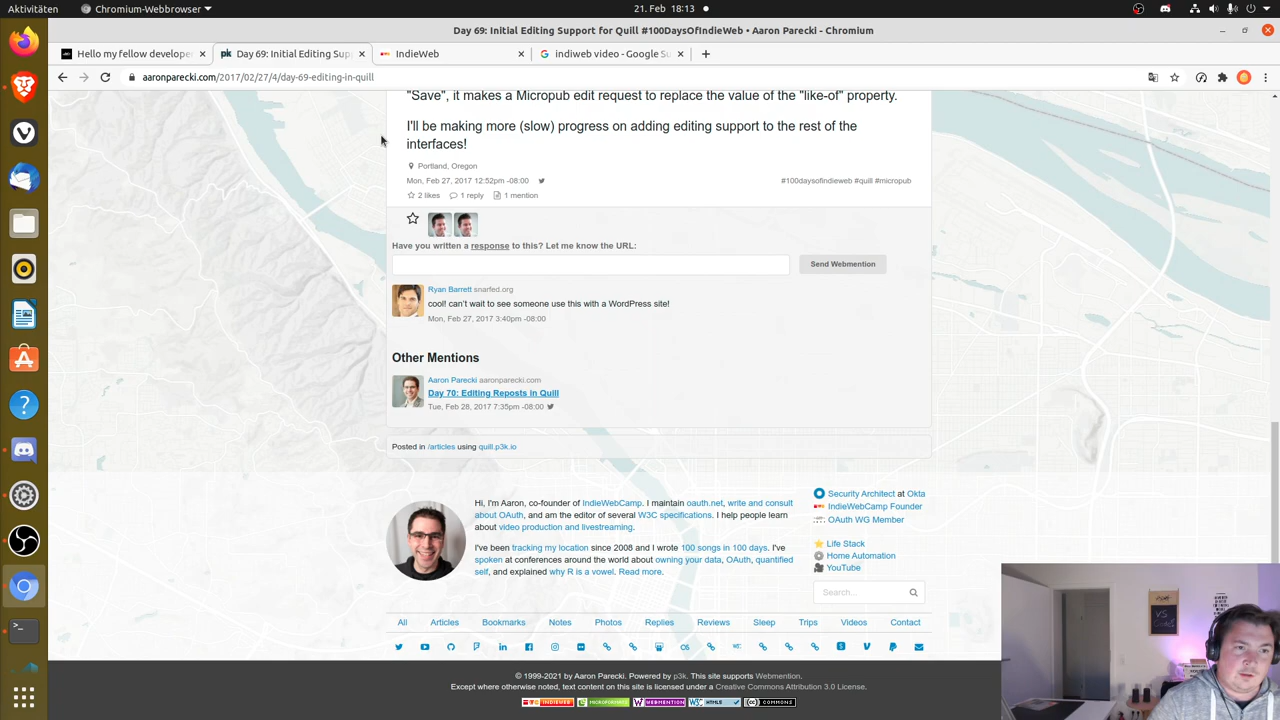 aaronparecki@workshop
Day 69: Initial Editing Support for Quill #100DaysOfIndieWeb • Aaron Parecki - Chromium
Hello my fellow develope
pk Day 69: Initial Editing Sup
IndieWeb
indiweb video - Google S
aaronparecki.com/2017/02/27/4/day-69-editing-in-quill
"Save", it makes a Micropub edit request to replace the value of the "like-of" property.
I'll be making more (slow) progress on adding editing support to the rest of the
interfaces!
Portland, Oregon
Mon, Feb 27, 2017 12:52pm -08:00
#100daysofindieweb #quill #micropub
2 likes 1 reply 1 mention
Have you written a response to this? Let me know the URL:
Send Webmention
Ryan Barrett snarfed.org
cool! can't wait to see someone use this with a WordPress site!
Mon, Feb 27, 2017 3:40pm -08:00
Other Mentions
Aaron Parecki aaronparecki.com
Day 70: Editing Reposts in Quill
Tue, Feb 28, 2017 7:35pm -08:00
Posted in /articles using quill.p3k.io
Hi, I'm Aaron, co-founder of IndieWebCamp. I maintain oauth.net, write and consult
about OAuth, and am the editor of several W3C specifications. I help people learn
about video production and livestreaming.
I've been tracking my location since 2008 and I wrote 100 songs in 100 days. I've
spoken at conferences around the world about owning your data, OAuth, quantified
self, and explained why R is a vowel. Read more.
Security Architect at Okta
IndieWebCamp Founder
OAuth WG Member
Life Stack
Home Automation
YouTube
Search...
All Articles Bookmarks Notes Photos Replies Reviews Sleep Trips Videos Contact
© 1999-2021 by Aaron Parecki. Powered by p3k. This site supports Webmention.
Except where otherwise noted, text content on this site is licensed under a Creative Commons Attribution 3.0 License.
INDIEWEB MICROFORMATS WEBMENTION W3C HTML5 CC COMMONS